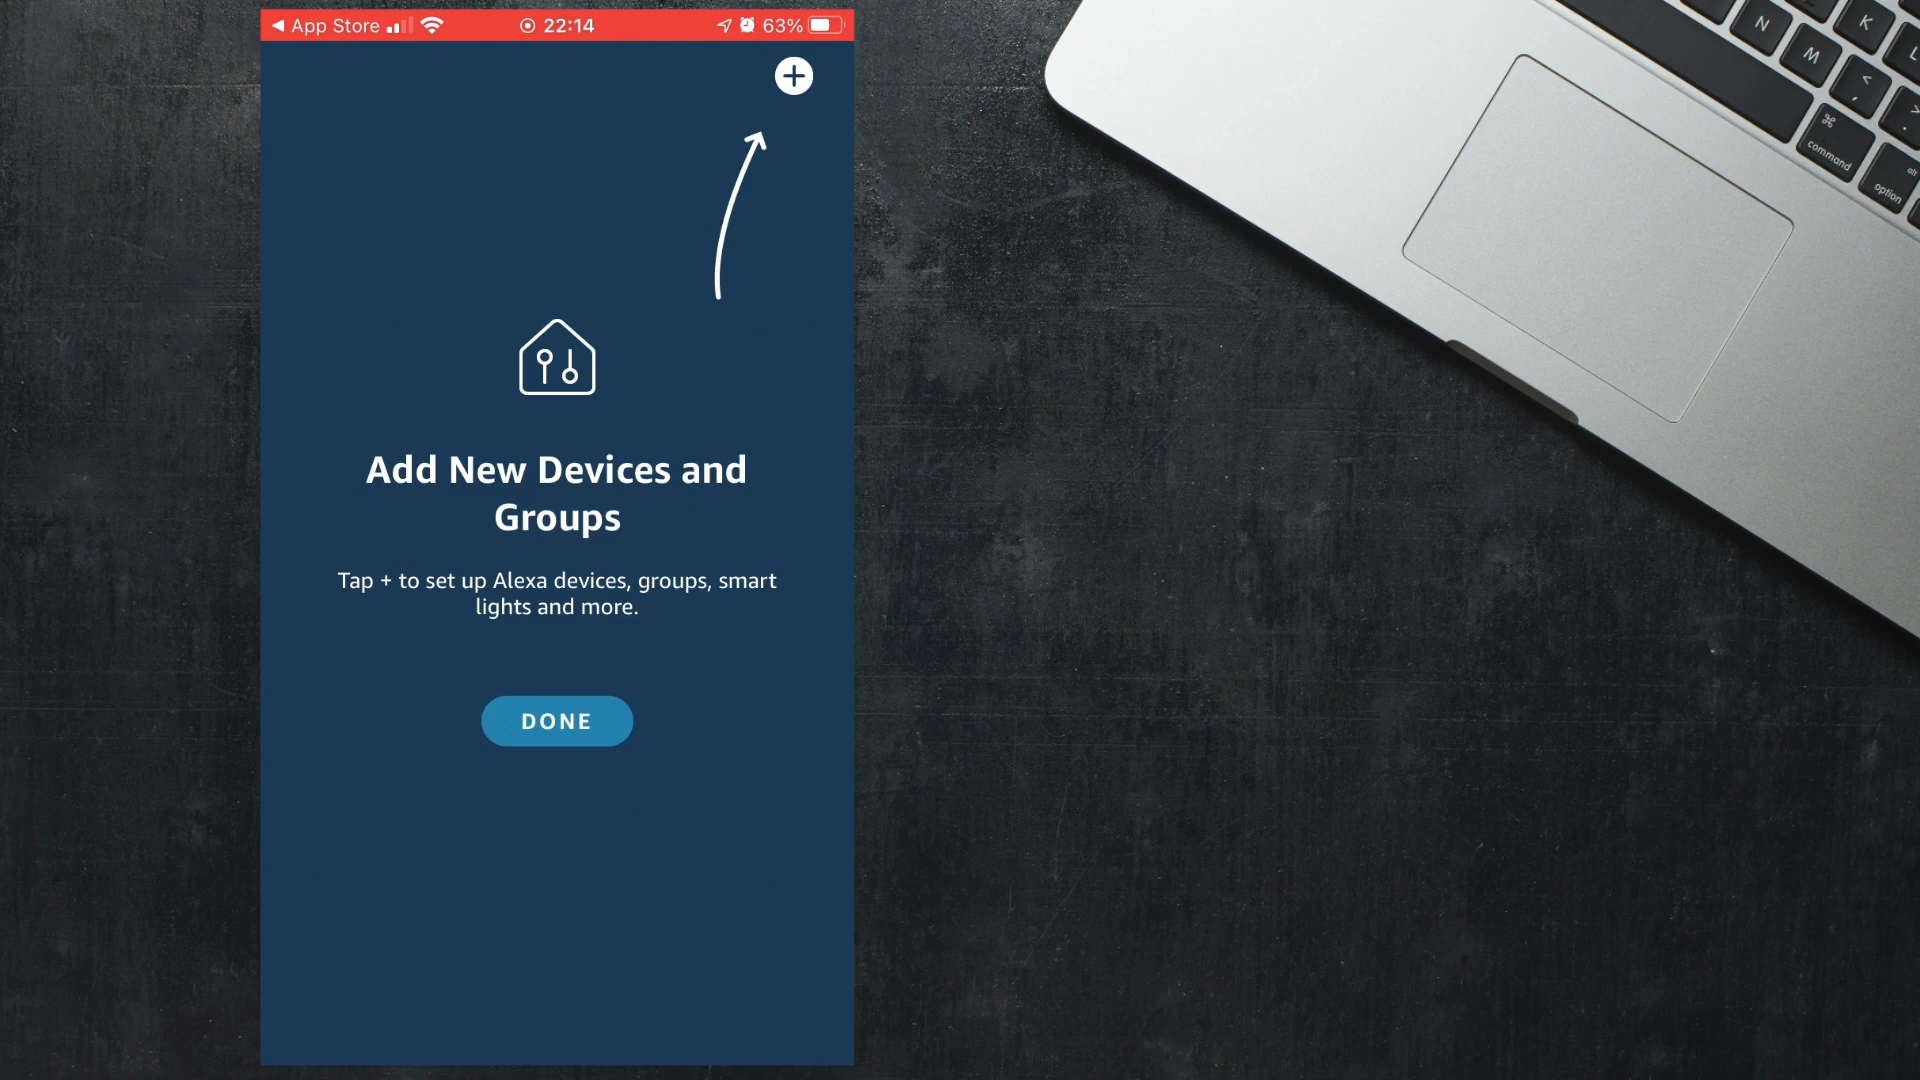 App Store
22:14
63%
Add New Devices and
Groups
Tap + to set up Alexa devices, groups, smart
lights and more.
DONE
N
M
K
L
<
,
>
.
⌘
command
alt
option